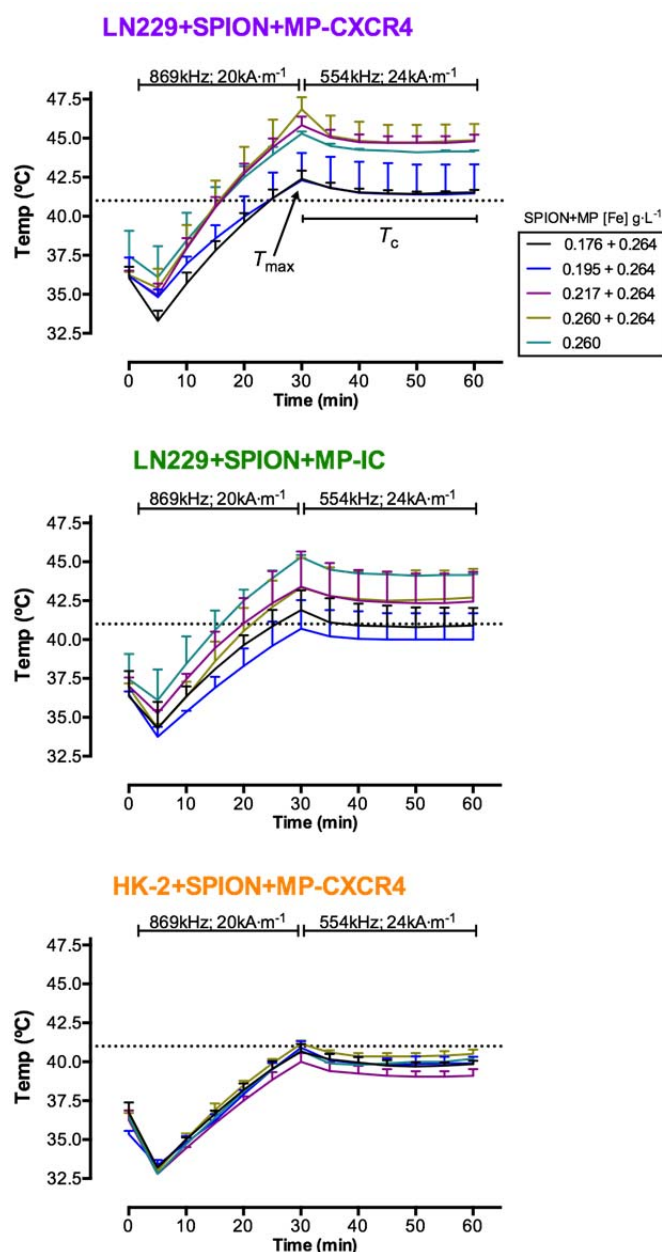 LN229+SPION+MP-CXCR4
869kHz; 20kA·m⁻¹ 554kHz; 24kA·m⁻¹
47.5
45.0
42.5
40.0
37.5
35.0
32.5
Temp (ºC)
Tmax
Tc
0 10 20 30 40 50 60
Time (min)
SPION+MP [Fe] g·L⁻¹
0.176 + 0.264
0.195 + 0.264
0.217 + 0.264
0.260 + 0.264
0.260
LN229+SPION+MP-IC
869kHz; 20kA·m⁻¹ 554kHz; 24kA·m⁻¹
47.5
45.0
42.5
40.0
37.5
35.0
32.5
Temp (ºC)
0 10 20 30 40 50 60
Time (min)
HK-2+SPION+MP-CXCR4
869kHz; 20kA·m⁻¹ 554kHz; 24kA·m⁻¹
47.5
45.0
42.5
40.0
37.5
35.0
32.5
Temp (ºC)
0 10 20 30 40 50 60
Time (min)